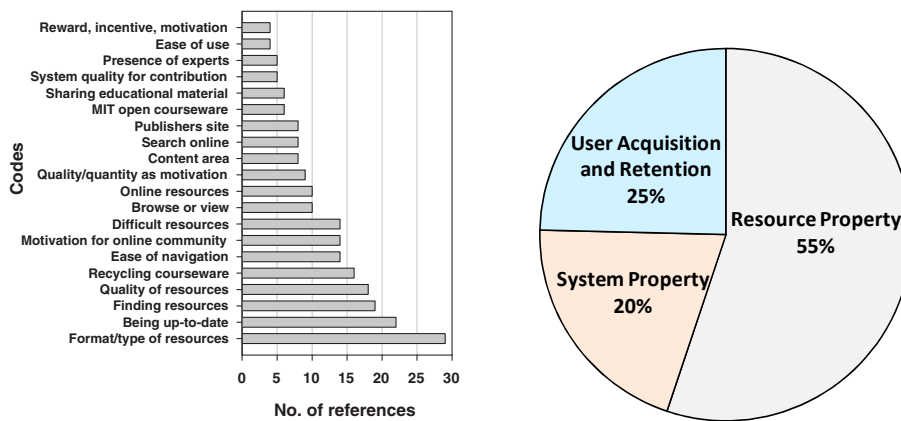 Reward, incentive, motivation
Ease of use
Presence of experts
System quality for contribution
Sharing educational material
MIT open courseware
Publishers site
Search online
Content area
Quality/quantity as motivation
Online resources
Browse or view
Difficult resources
Motivation for online community
Ease of navigation
Recycling courseware
Quality of resources
Finding resources
Being up-to-date
Format/type of resources
Codes
0 5 10 15 20 25 30
No. of references
User Acquisition
and Retention
25%
Resource Property
55%
System Property
20%